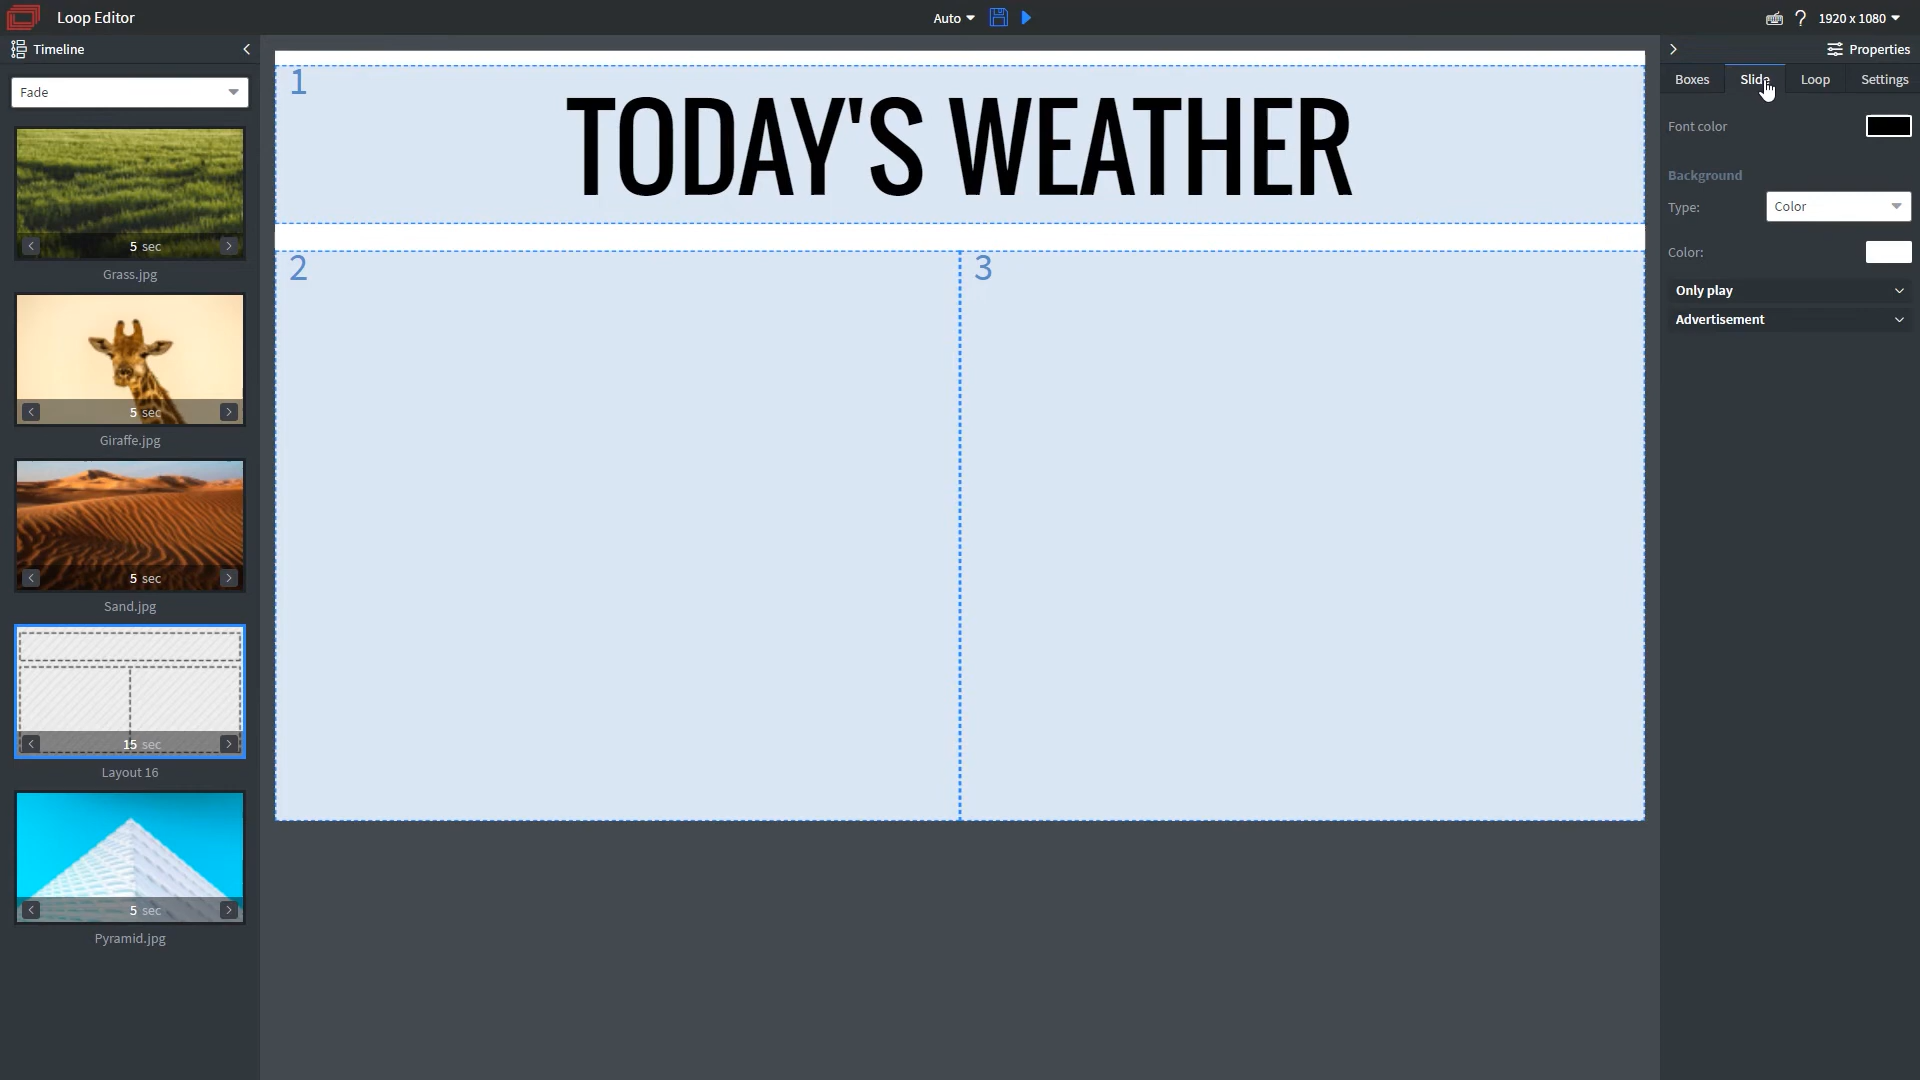 Loop Editor
Auto
1920 x 1080
Timeline
Properties
Fade
Boxes
Slide
Loop
Settings
5 sec
Grass.jpg
5 sec
Giraffe.jpg
5 sec
Sand.jpg
15 sec
Layout 16
5 sec
Pyramid.jpg
1
TODAY'S WEATHER
2
3
Font color
Background
Type:
Color
Color:
Only play
Advertisement